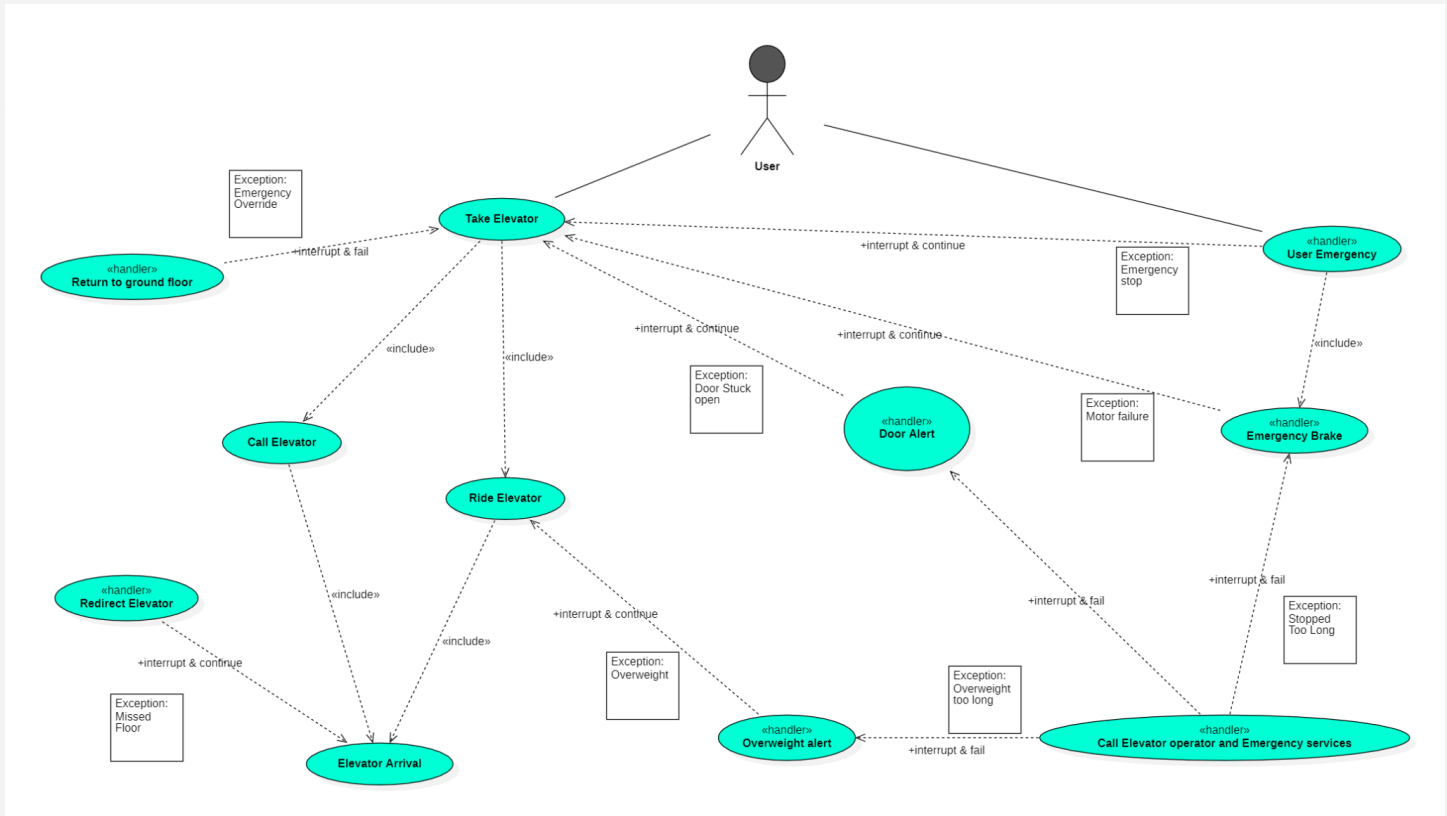 User
Exception:
Emergency
Override
Take Elevator
+interrupt & fail
+interrupt & continue
«handler»
User Emergency
Exception:
Emergency
stop
«handler»
Return to ground floor
+interrupt & continue
+interrupt & continue
«include»
«include»
«include»
Exception:
Door Stuck
open
Exception:
Motor failure
«handler»
Door Alert
«handler»
Emergency Brake
Call Elevator
Ride Elevator
«handler»
Redirect Elevator
«include»
+interrupt & fail
+interrupt & fail
Exception:
Stopped
Too Long
+interrupt & continue
«include»
+interrupt & continue
Exception:
Overweight
Exception:
Overweight
too long
Exception:
Missed
Floor
«handler»
Overweight alert
«handler»
Call Elevator operator and Emergency services
+interrupt & fail
Elevator Arrival